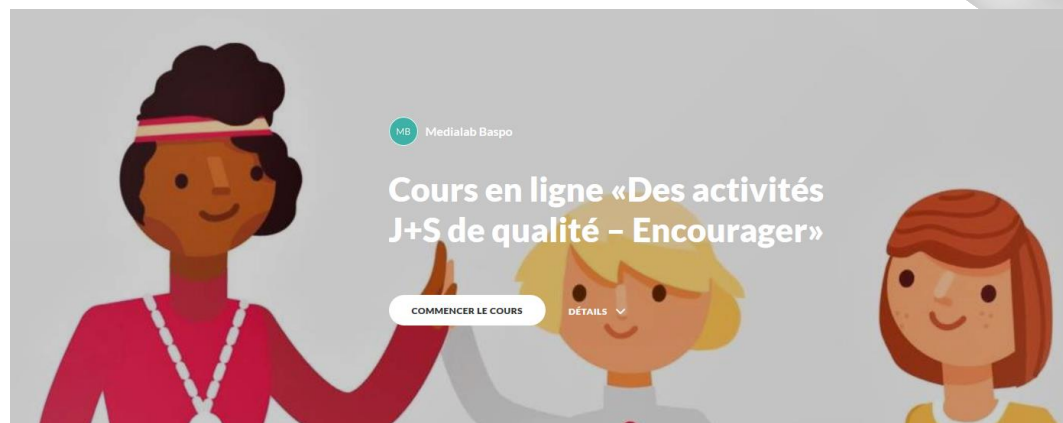 MB Medialab Baspo
Cours en ligne «Des activités
J+S de qualité – Encourager»
COMMENCER LE COURS DÉTAILS